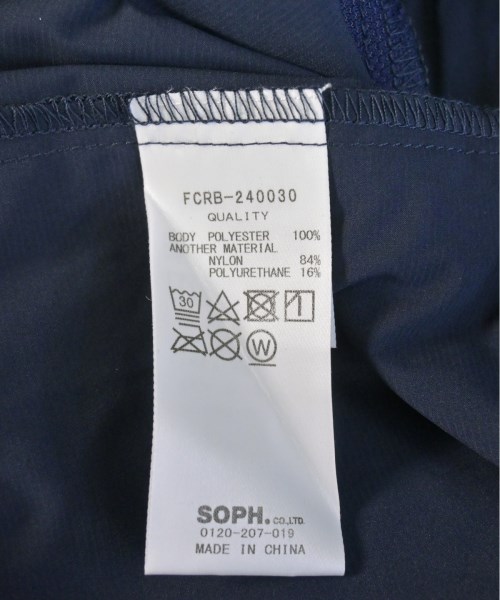 FCRB-240030
QUALITY
BODY POLYESTER 100%
ANOTHER MATERIAL
NYLON 84%
POLYURETHANE 16%
30
W
SOPH. CO.,LTD.
0120-207-019
MADE IN CHINA